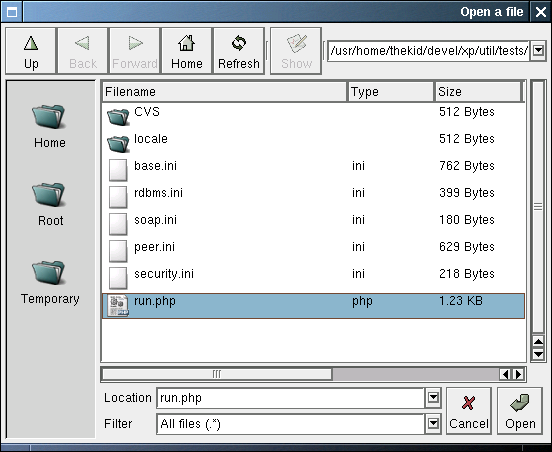 Open a file
Up Back Forward Home Refresh Show /usr/home/thekid/devel/xp/util/tests/
Filename Type Size
Home
Root
Temporary
CVS 512 Bytes
locale 512 Bytes
base.ini ini 762 Bytes
rdbms.ini ini 399 Bytes
soap.ini ini 180 Bytes
peer.ini ini 629 Bytes
security.ini ini 218 Bytes
run.php php 1.23 KB
Location run.php
Filter All files (.*)
Cancel Open